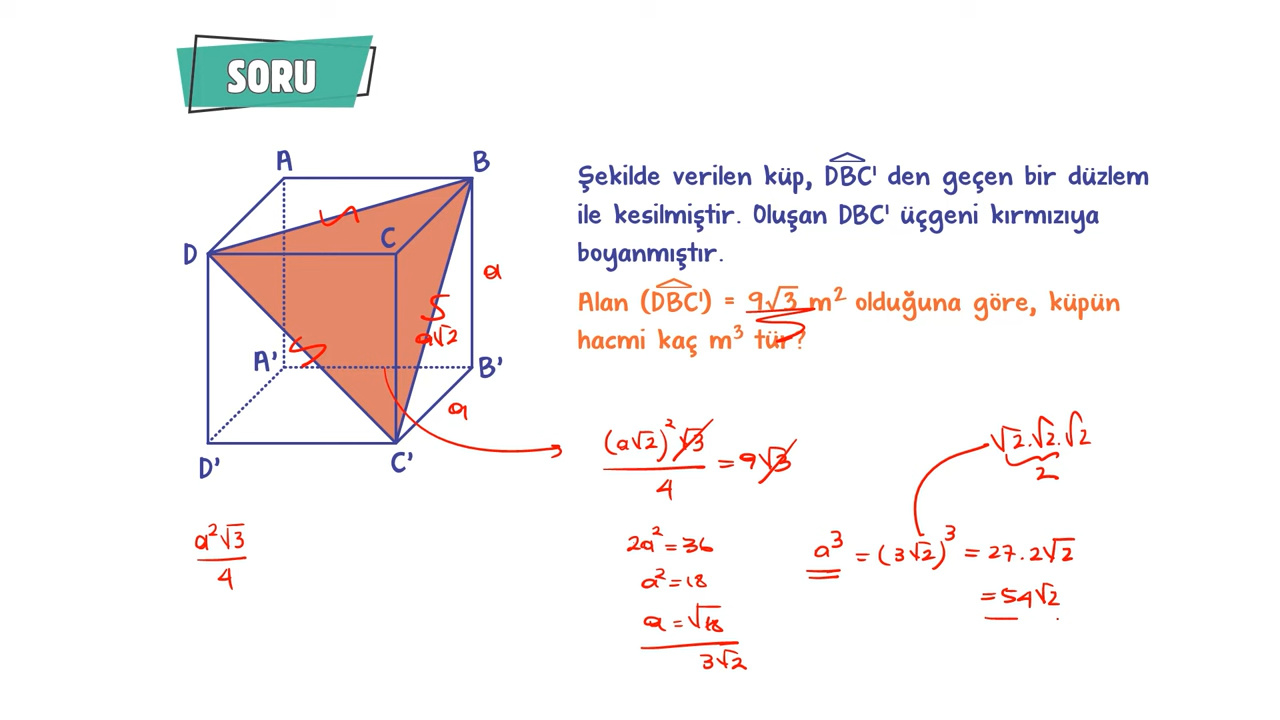 SORU
A
B
D
C
A'
B'
D'
C'
a
a√2
a
Şekilde verilen küp, DBC' den geçen bir düzlem
ile kesilmiştir. Oluşan DBC' üçgeni kırmızıya
boyanmıştır.
Alan (DBC') = 9√3 m² olduğuna göre, küpün
hacmi kaç m³ tür?
a²√3
4
(a√2)²√3
4
= 9√3
2a² = 36
a² = 18
a = √18
3√2
√2.√2.√2
2
a³ = (3√2)³ = 27.2√2
= 54√2